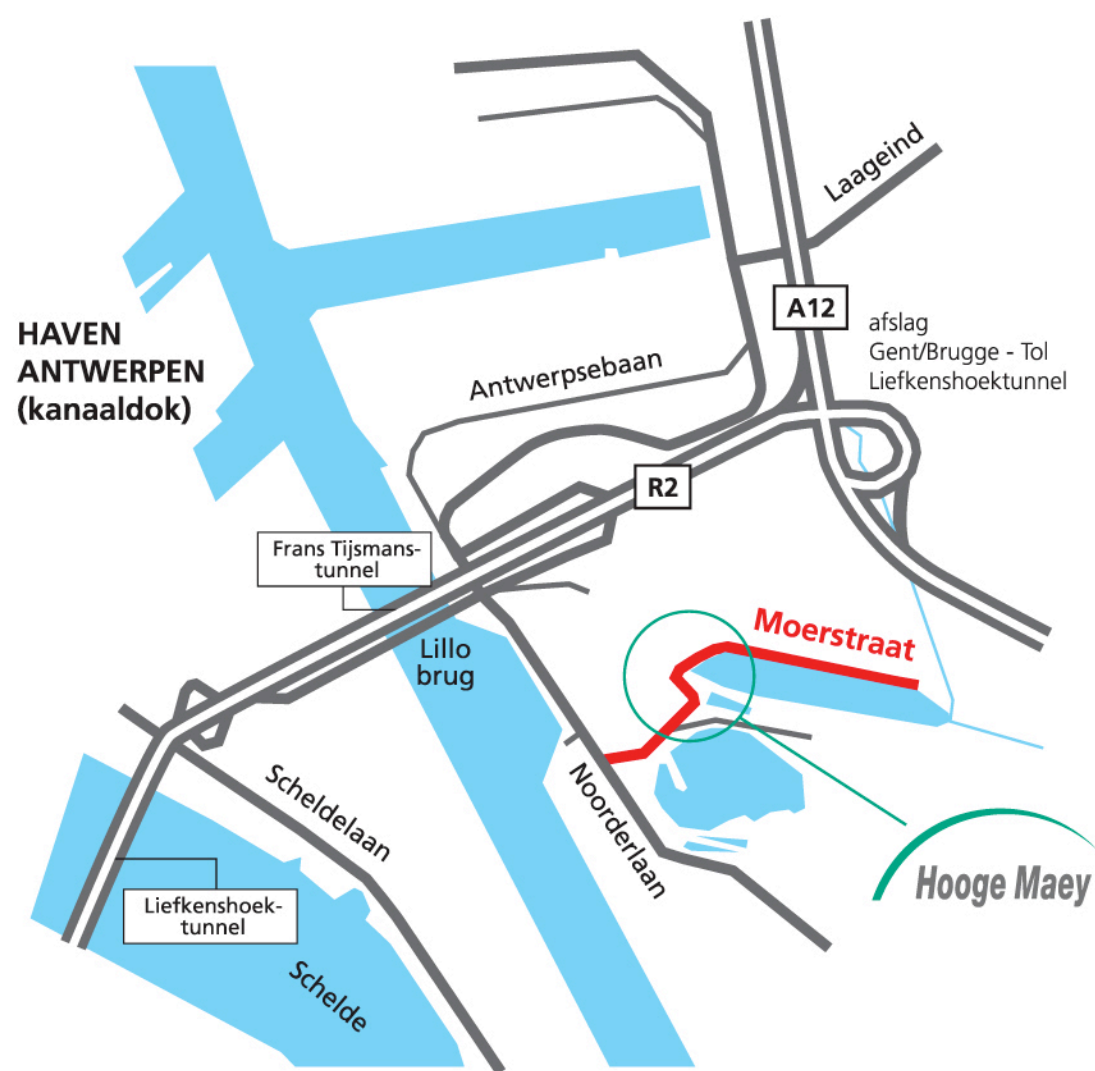 Laageind
A12
afslag
Gent/Brugge - Tol
Liefkenshoektunnel
HAVEN
ANTWERPEN
(kanaaldok)
Antwerpsebaan
R2
Frans Tijsmans-
tunnel
Lillo
brug
Moerstraat
Scheldelaan
Noorderlaan
Hooge Maey
Liefkenshoek-
tunnel
Schelde